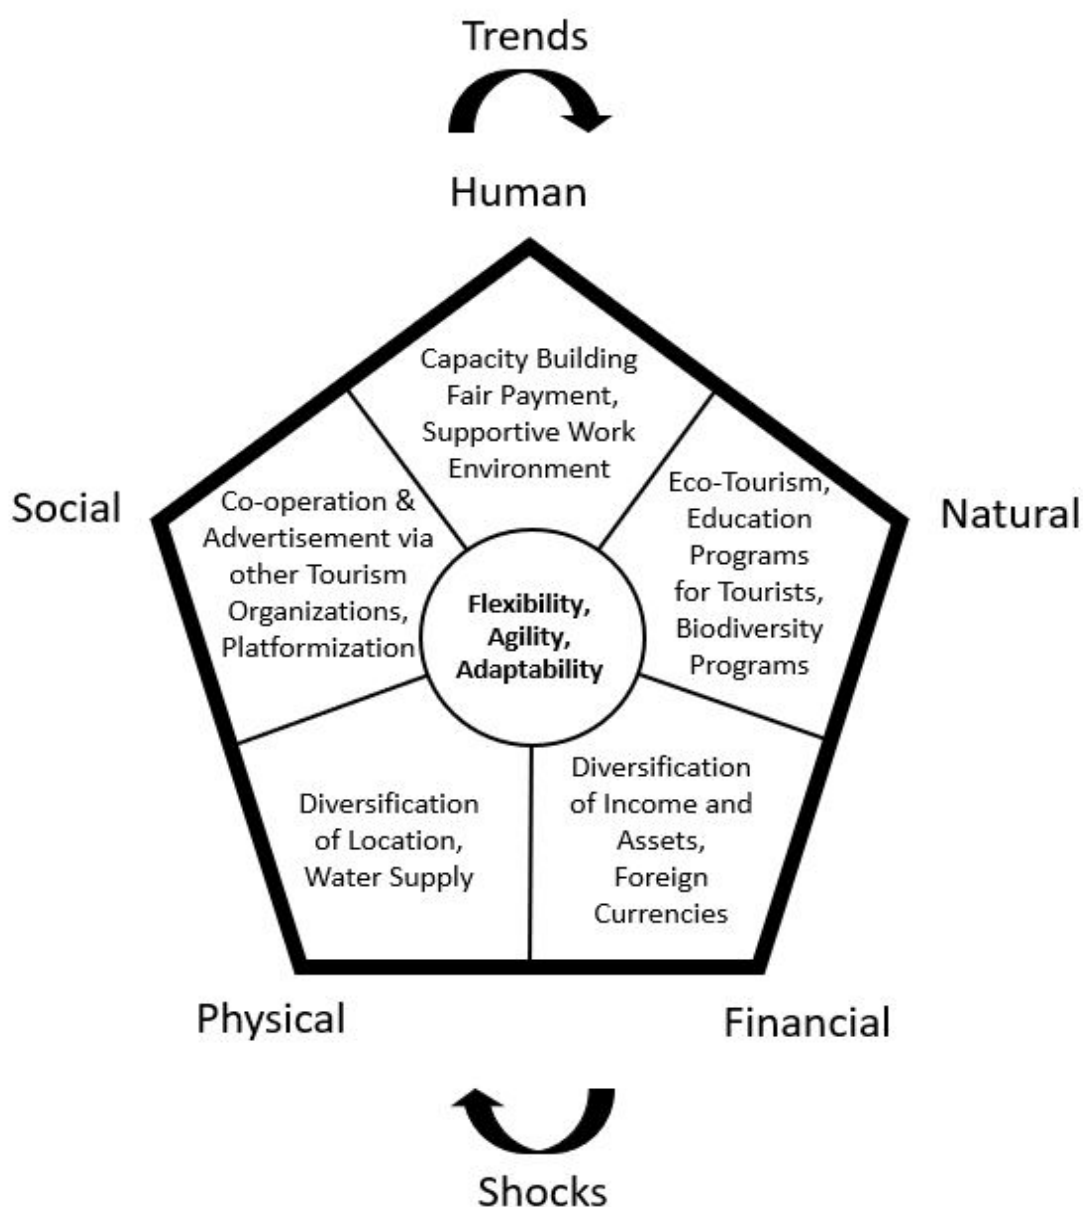 Trends
Human
Capacity Building
Fair Payment,
Supportive Work
Environment
Social
Co-operation &
Advertisement via
other Tourism
Organizations,
Platformization
Flexibility,
Agility,
Adaptability
Eco-Tourism,
Education
Programs
for Tourists,
Biodiversity
Programs
Natural
Diversification
of Location,
Water Supply
Diversification
of Income and
Assets,
Foreign
Currencies
Physical
Financial
Shocks